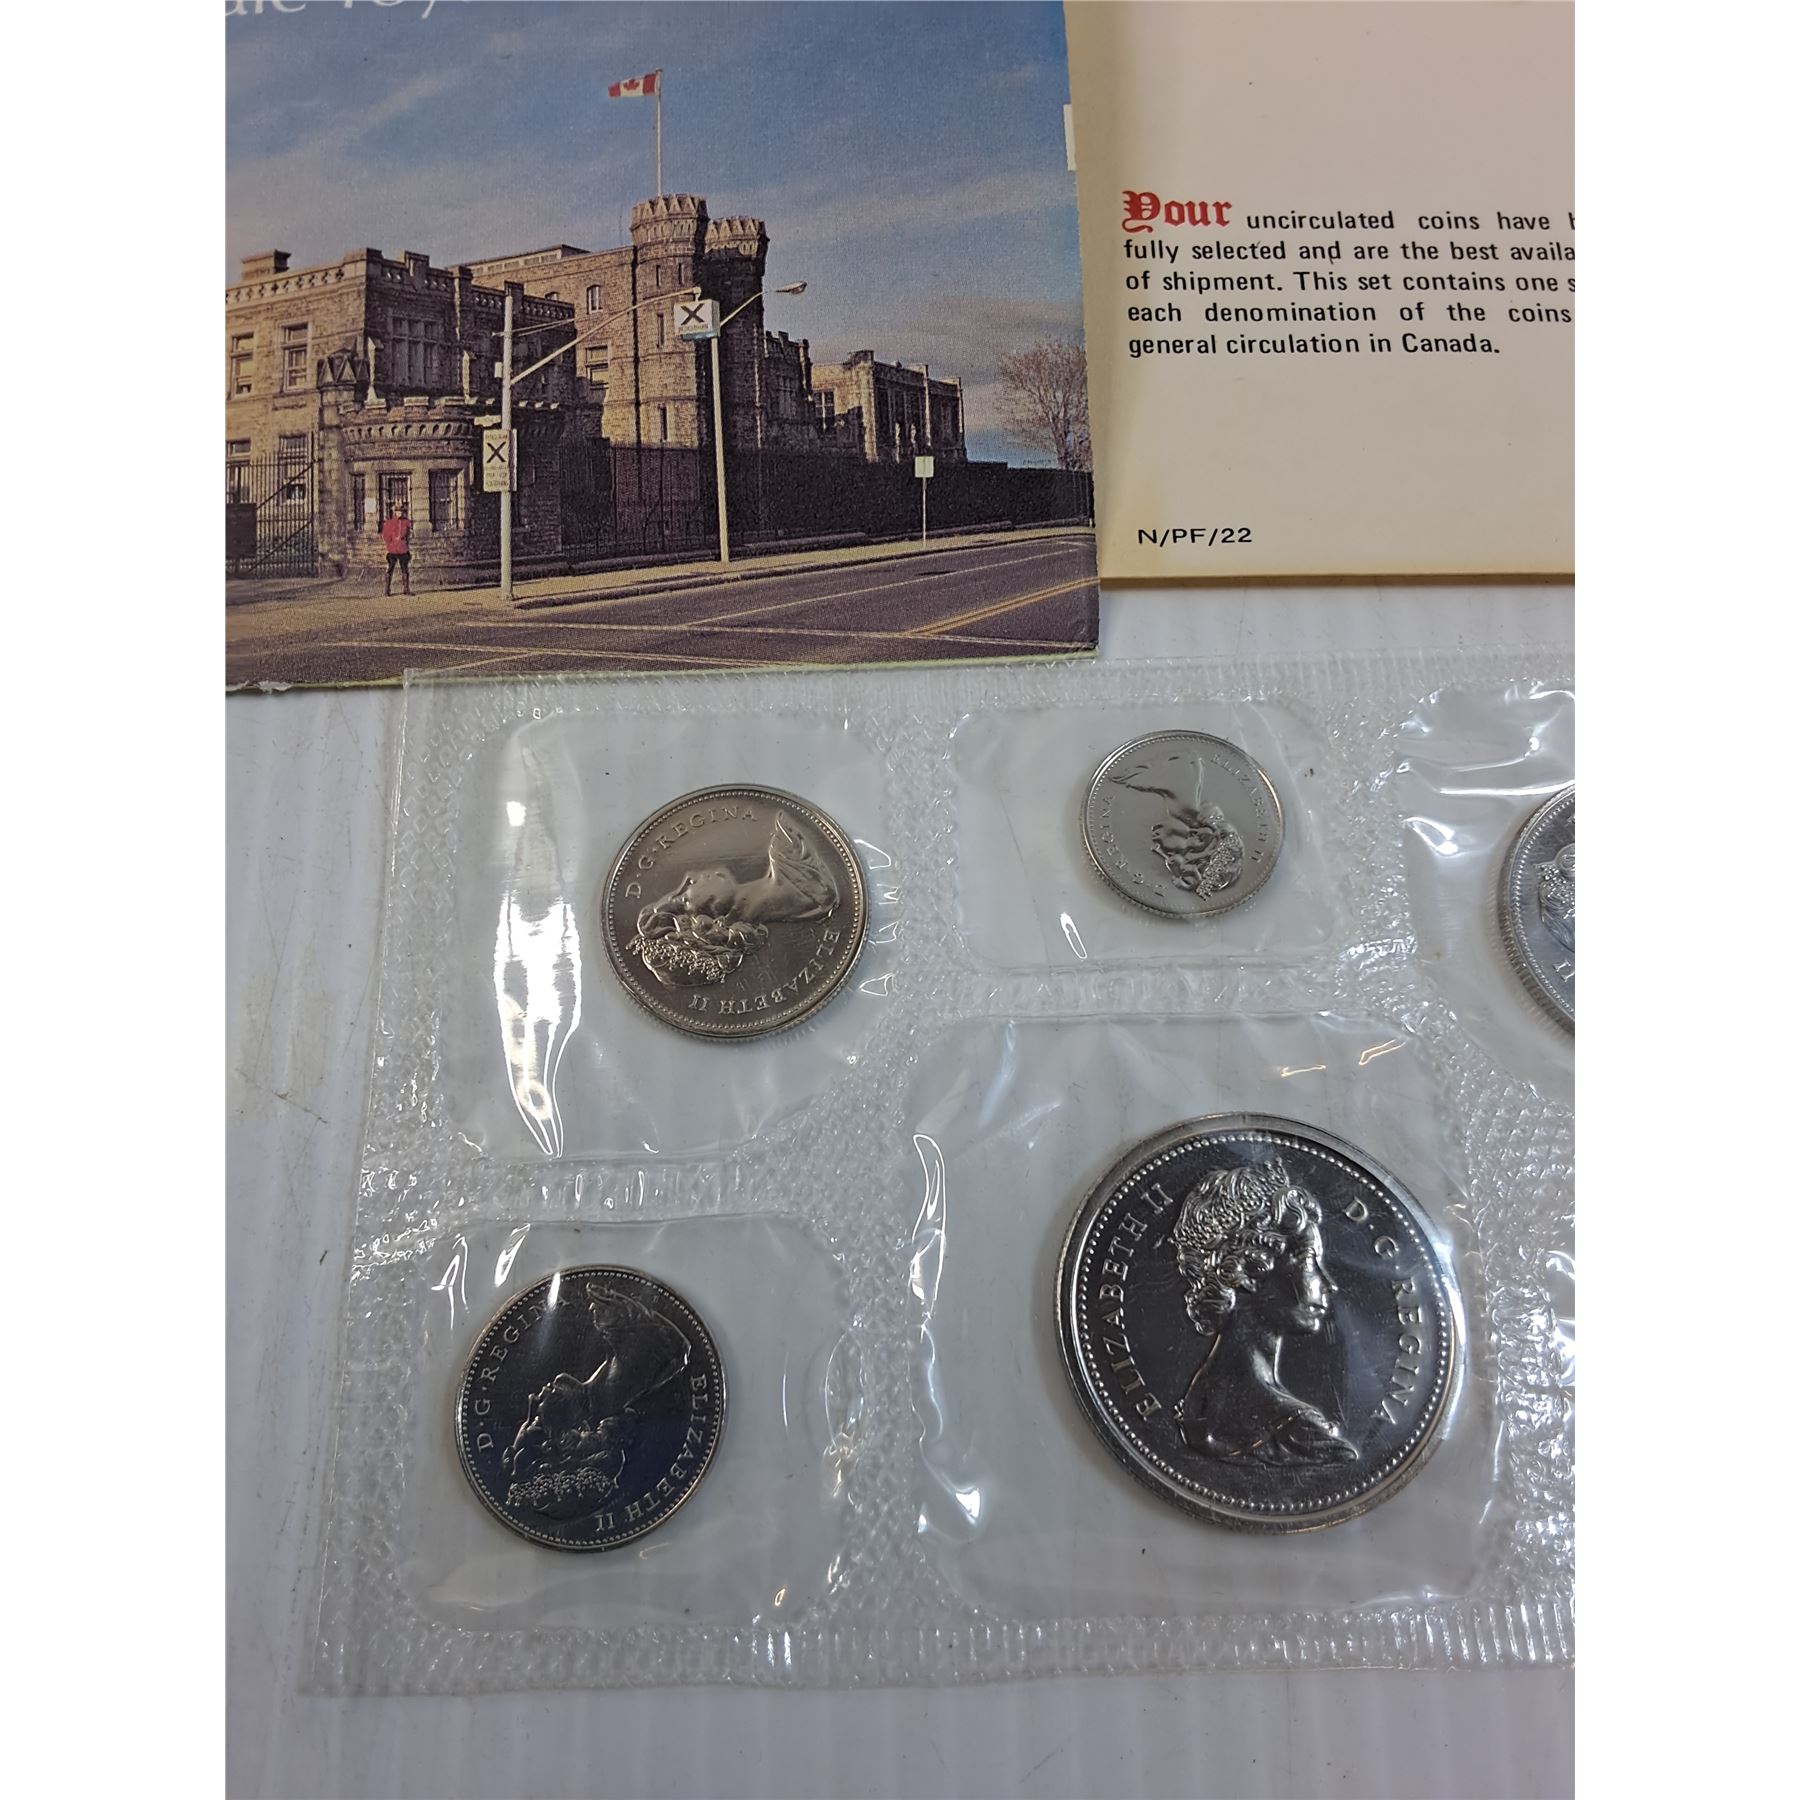 Your uncirculated coins have
fully selected and are the best
of shipment. This set contains one
each denomination of the coins
general circulation in Canada.
N/PF/22
X
X
ELIZABETH II D·G·REGINA
ELIZABETH II REGINA
ELIZABETH II D·G·REGINA
ELIZABETH II D·G·REGINA
II